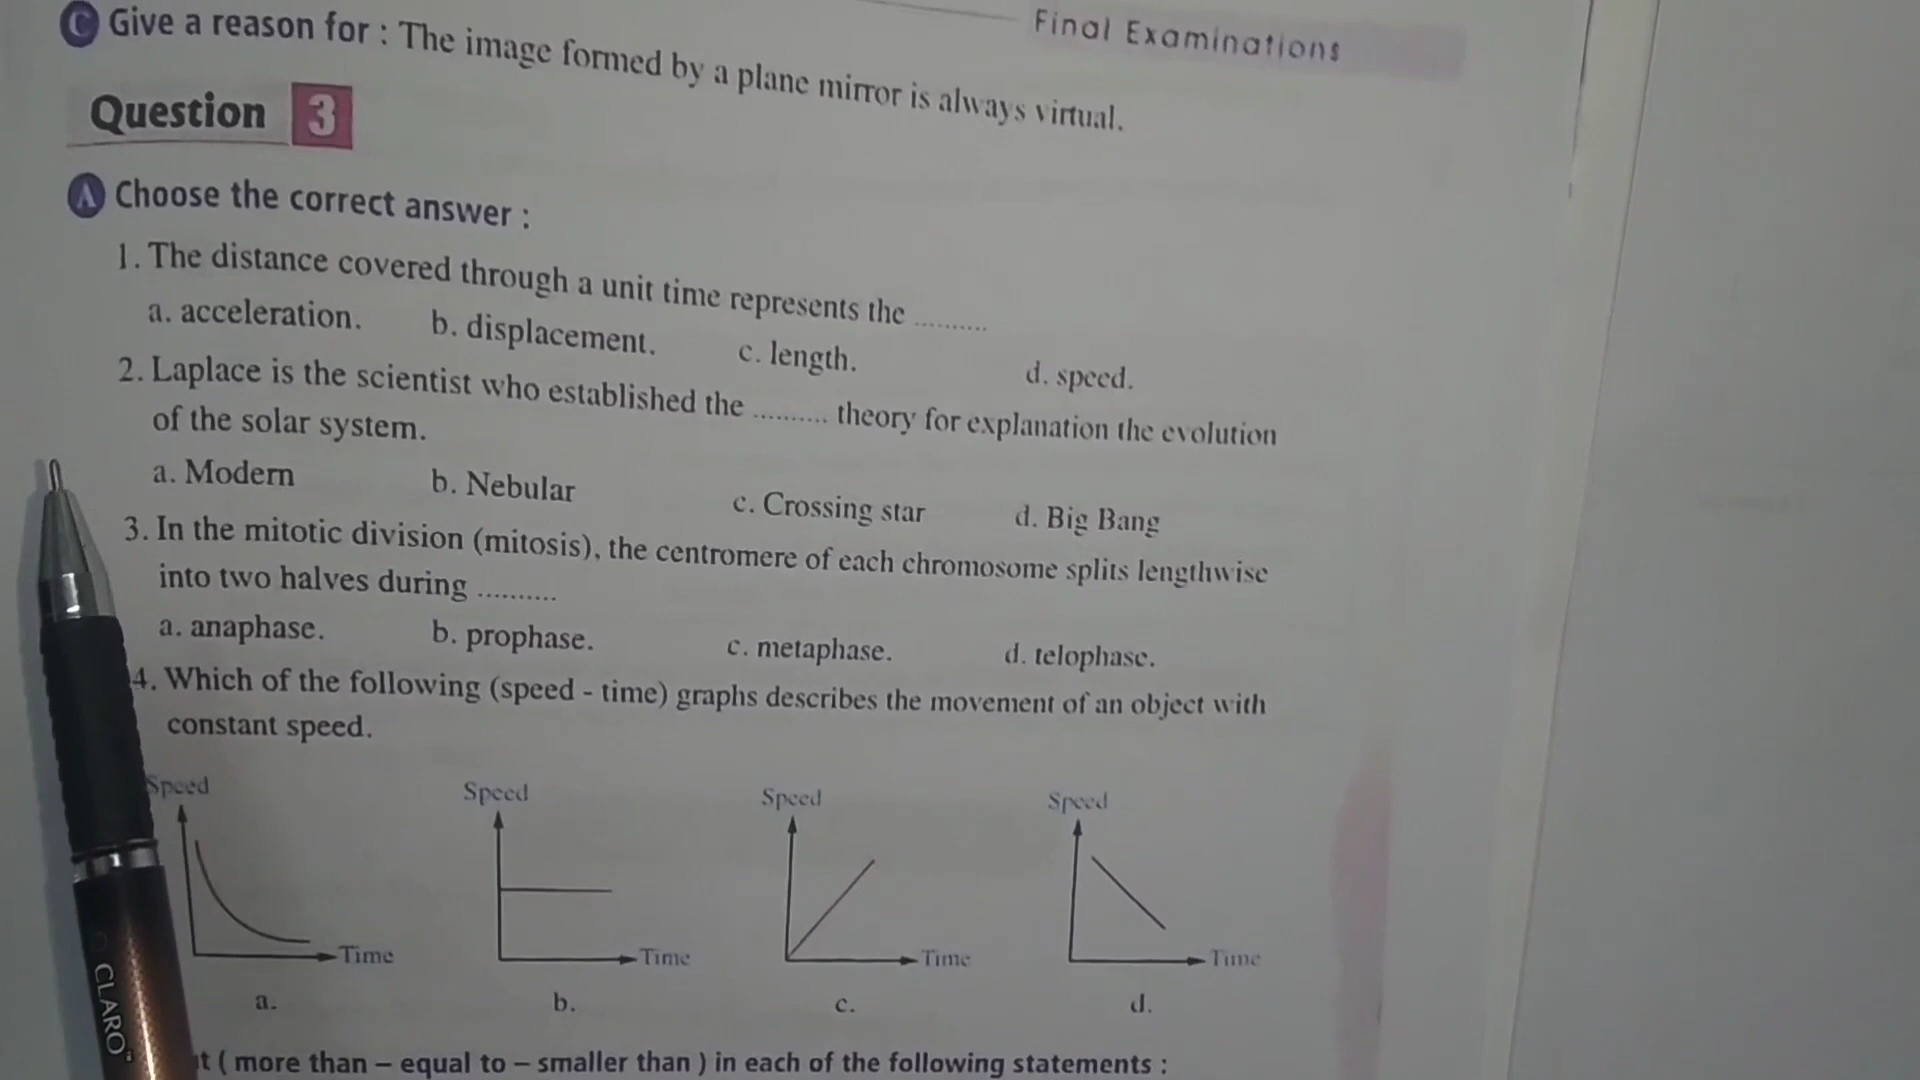 C Give a reason for : The image formed by a plane mirror is always virtual.
Final Examinations
Question 3
A Choose the correct answer :
1. The distance covered through a unit time represents the ..........
a. acceleration. b. displacement. c. length. d. speed.
2. Laplace is the scientist who established the .......... theory for explanation the evolution
of the solar system.
a. Modern b. Nebular c. Crossing star d. Big Bang
3. In the mitotic division (mitosis), the centromere of each chromosome splits lengthwise
into two halves during ..........
a. anaphase. b. prophase. c. metaphase. d. telophase.
4. Which of the following (speed - time) graphs describes the movement of an object with
constant speed.
Speed Speed Speed Speed
Time Time Time Time
a. b. c. d.
( more than – equal to – smaller than ) in each of the following statements :
CLARO